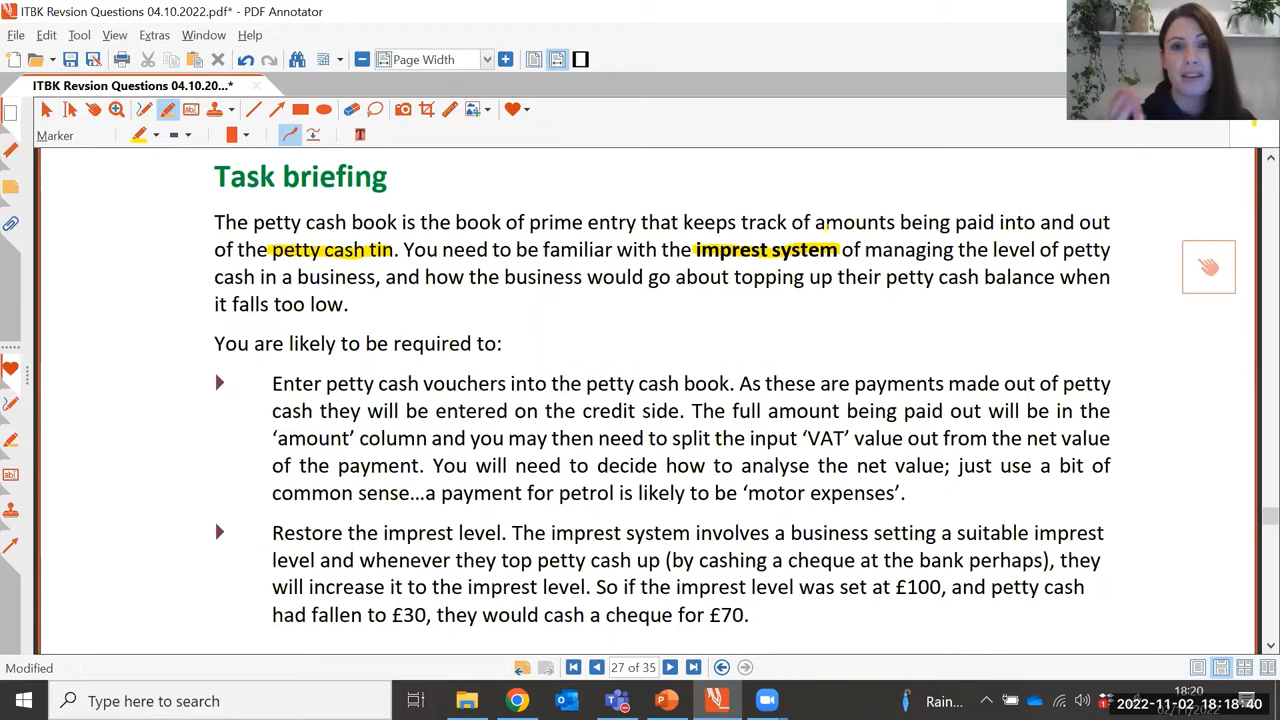 ITBK Revsion Questions 04.10.2022.pdf* - PDF Annotator
File Edit Tool View Extras Window Help
Page Width
ITBK Revsion Questions 04.10.20...*
Marker
Task briefing
The petty cash book is the book of prime entry that keeps track of amounts being paid into and out
of the petty cash tin. You need to be familiar with the imprest system of managing the level of petty
cash in a business, and how the business would go about topping up their petty cash balance when
it falls too low.
You are likely to be required to:
Enter petty cash vouchers into the petty cash book. As these are payments made out of petty
cash they will be entered on the credit side. The full amount being paid out will be in the
‘amount’ column and you may then need to split the input ‘VAT’ value out from the net value
of the payment. You will need to decide how to analyse the net value; just use a bit of
common sense...a payment for petrol is likely to be ‘motor expenses’.
Restore the imprest level. The imprest system involves a business setting a suitable imprest
level and whenever they top petty cash up (by cashing a cheque at the bank perhaps), they
will increase it to the imprest level. So if the imprest level was set at £100, and petty cash
had fallen to £30, they would cash a cheque for £70.
Modified
27 of 35
Type here to search
Rain...
18:20
2022-11-02 18:18:40